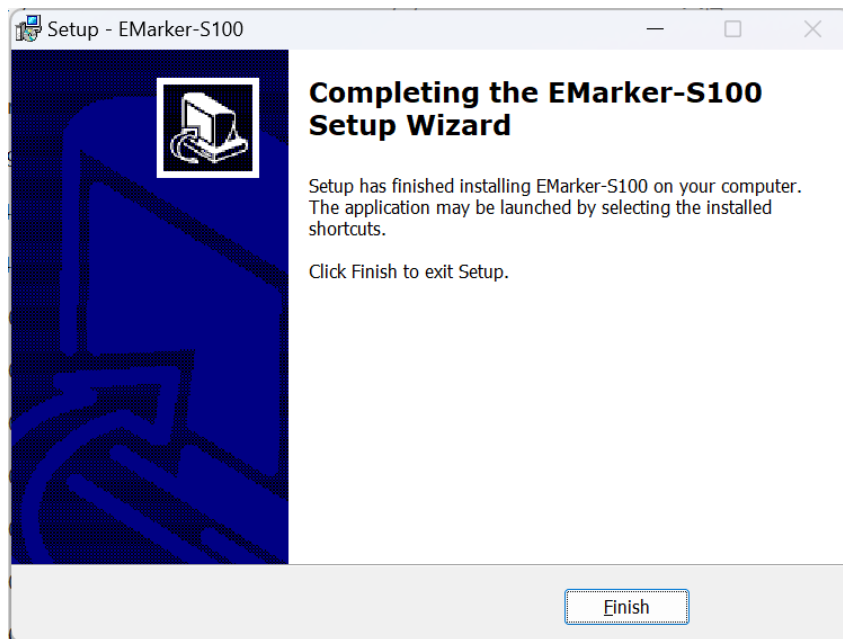 Setup - EMarker-S100
Completing the EMarker-S100
Setup Wizard
Setup has finished installing EMarker-S100 on your computer.
The application may be launched by selecting the installed
shortcuts.
Click Finish to exit Setup.
Finish